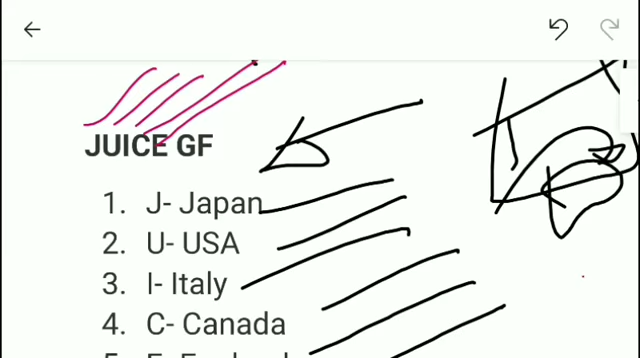 JUICE GF
1. J- Japan
2. U- USA
3. I- Italy
4. C- Canada